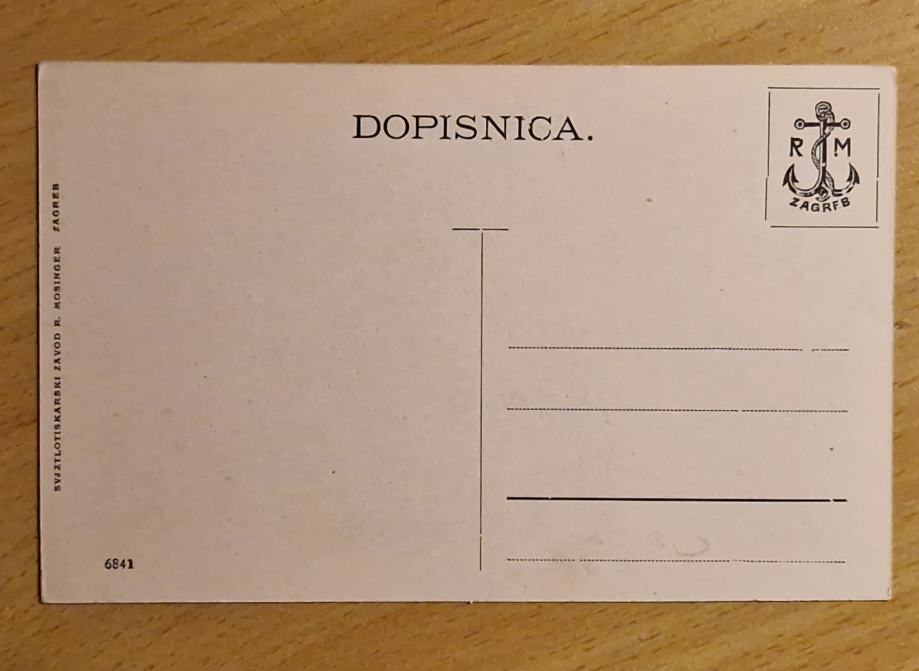 DOPISNICA.
R M
ZAGREB
SVJETLOTISKARSKI ZAVOD R. MOSINGER ZAGREB
6841